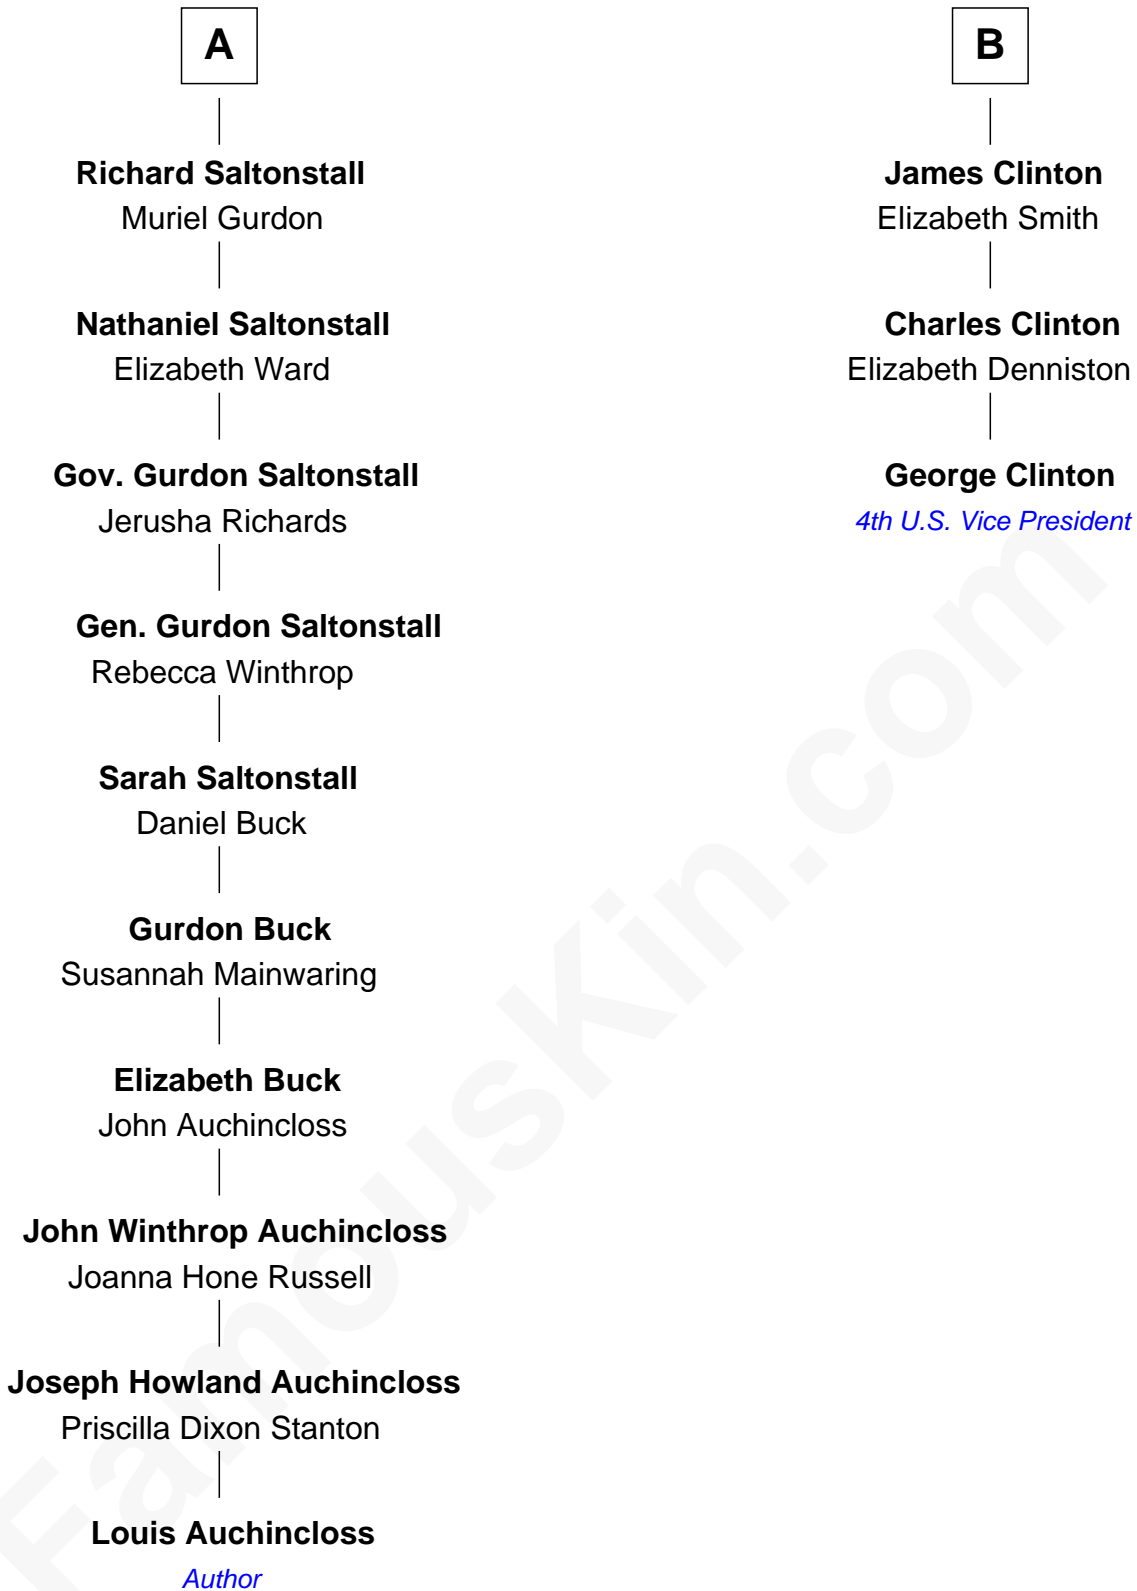 A
Richard Saltonstall
Muriel Gurdon
Nathaniel Saltonstall
Elizabeth Ward
Gov. Gurdon Saltonstall
Jerusha Richards
Gen. Gurdon Saltonstall
Rebecca Winthrop
Sarah Saltonstall
Daniel Buck
Gurdon Buck
Susannah Mainwaring
Elizabeth Buck
John Auchincloss
John Winthrop Auchincloss
Joanna Hone Russell
Joseph Howland Auchincloss
Priscilla Dixon Stanton
Louis Auchincloss
Author
B
James Clinton
Elizabeth Smith
Charles Clinton
Elizabeth Denniston
George Clinton
4th U.S. Vice President
FamousKin.com